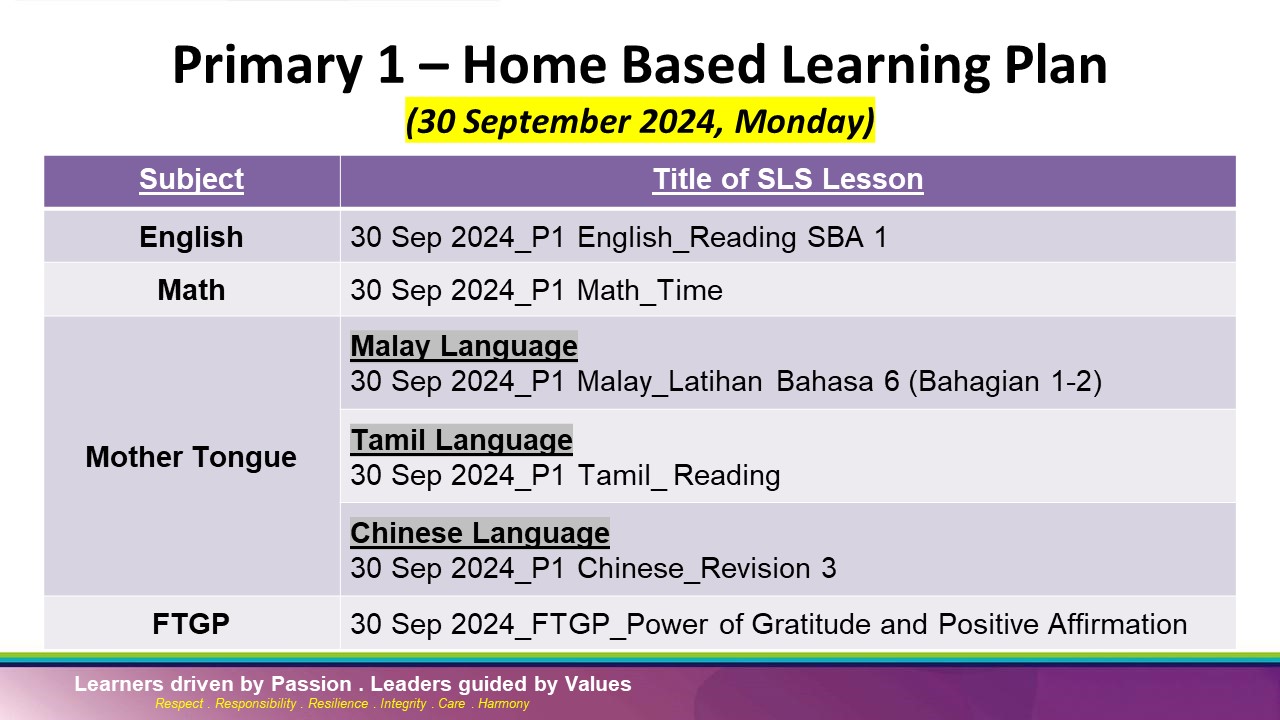 Primary 1 – Home Based Learning Plan
(30 September 2024, Monday)
Subject
Title of SLS Lesson
English
30 Sep 2024_P1 English_Reading SBA 1
Math
30 Sep 2024_P1 Math_Time
Mother Tongue
Malay Language
30 Sep 2024_P1 Malay_Latihan Bahasa 6 (Bahagian 1-2)
Tamil Language
30 Sep 2024_P1 Tamil_ Reading
Chinese Language
30 Sep 2024_P1 Chinese_Revision 3
FTGP
30 Sep 2024_FTGP_Power of Gratitude and Positive Affirmation
Learners driven by Passion . Leaders guided by Values
Respect . Responsibility . Resilience . Integrity . Care . Harmony